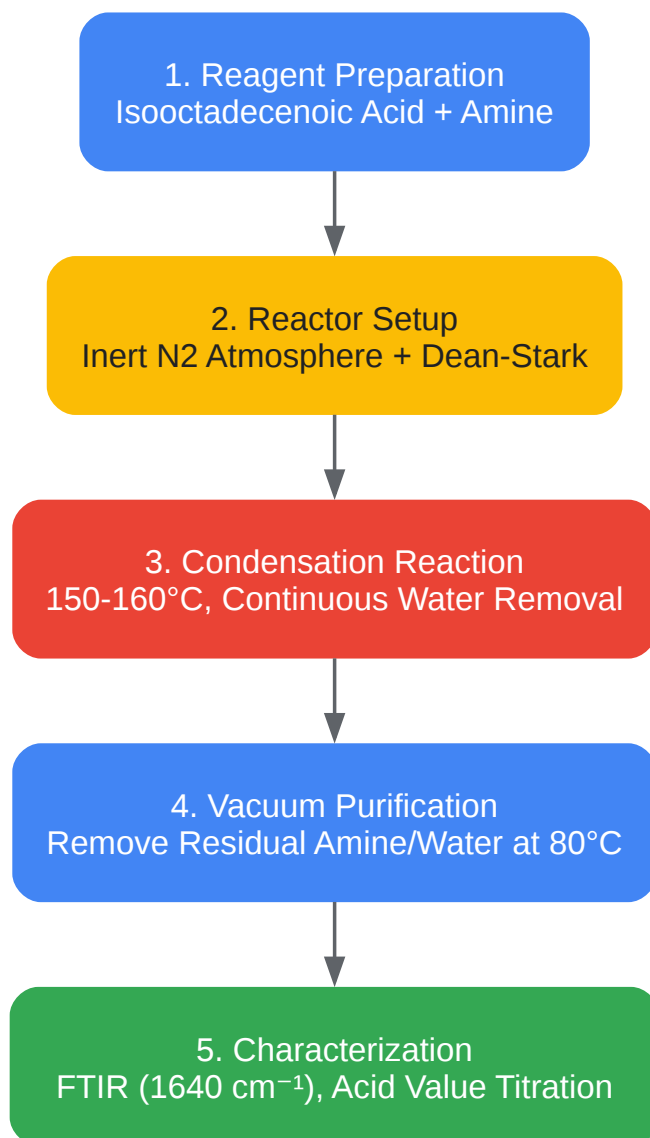 1. Reagent Preparation
Isooctadecenoic Acid + Amine
2. Reactor Setup
Inert N2 Atmosphere + Dean-Stark
3. Condensation Reaction
150-160°C, Continuous Water Removal
4. Vacuum Purification
Remove Residual Amine/Water at 80°C
5. Characterization
FTIR (1640 cm⁻¹), Acid Value Titration